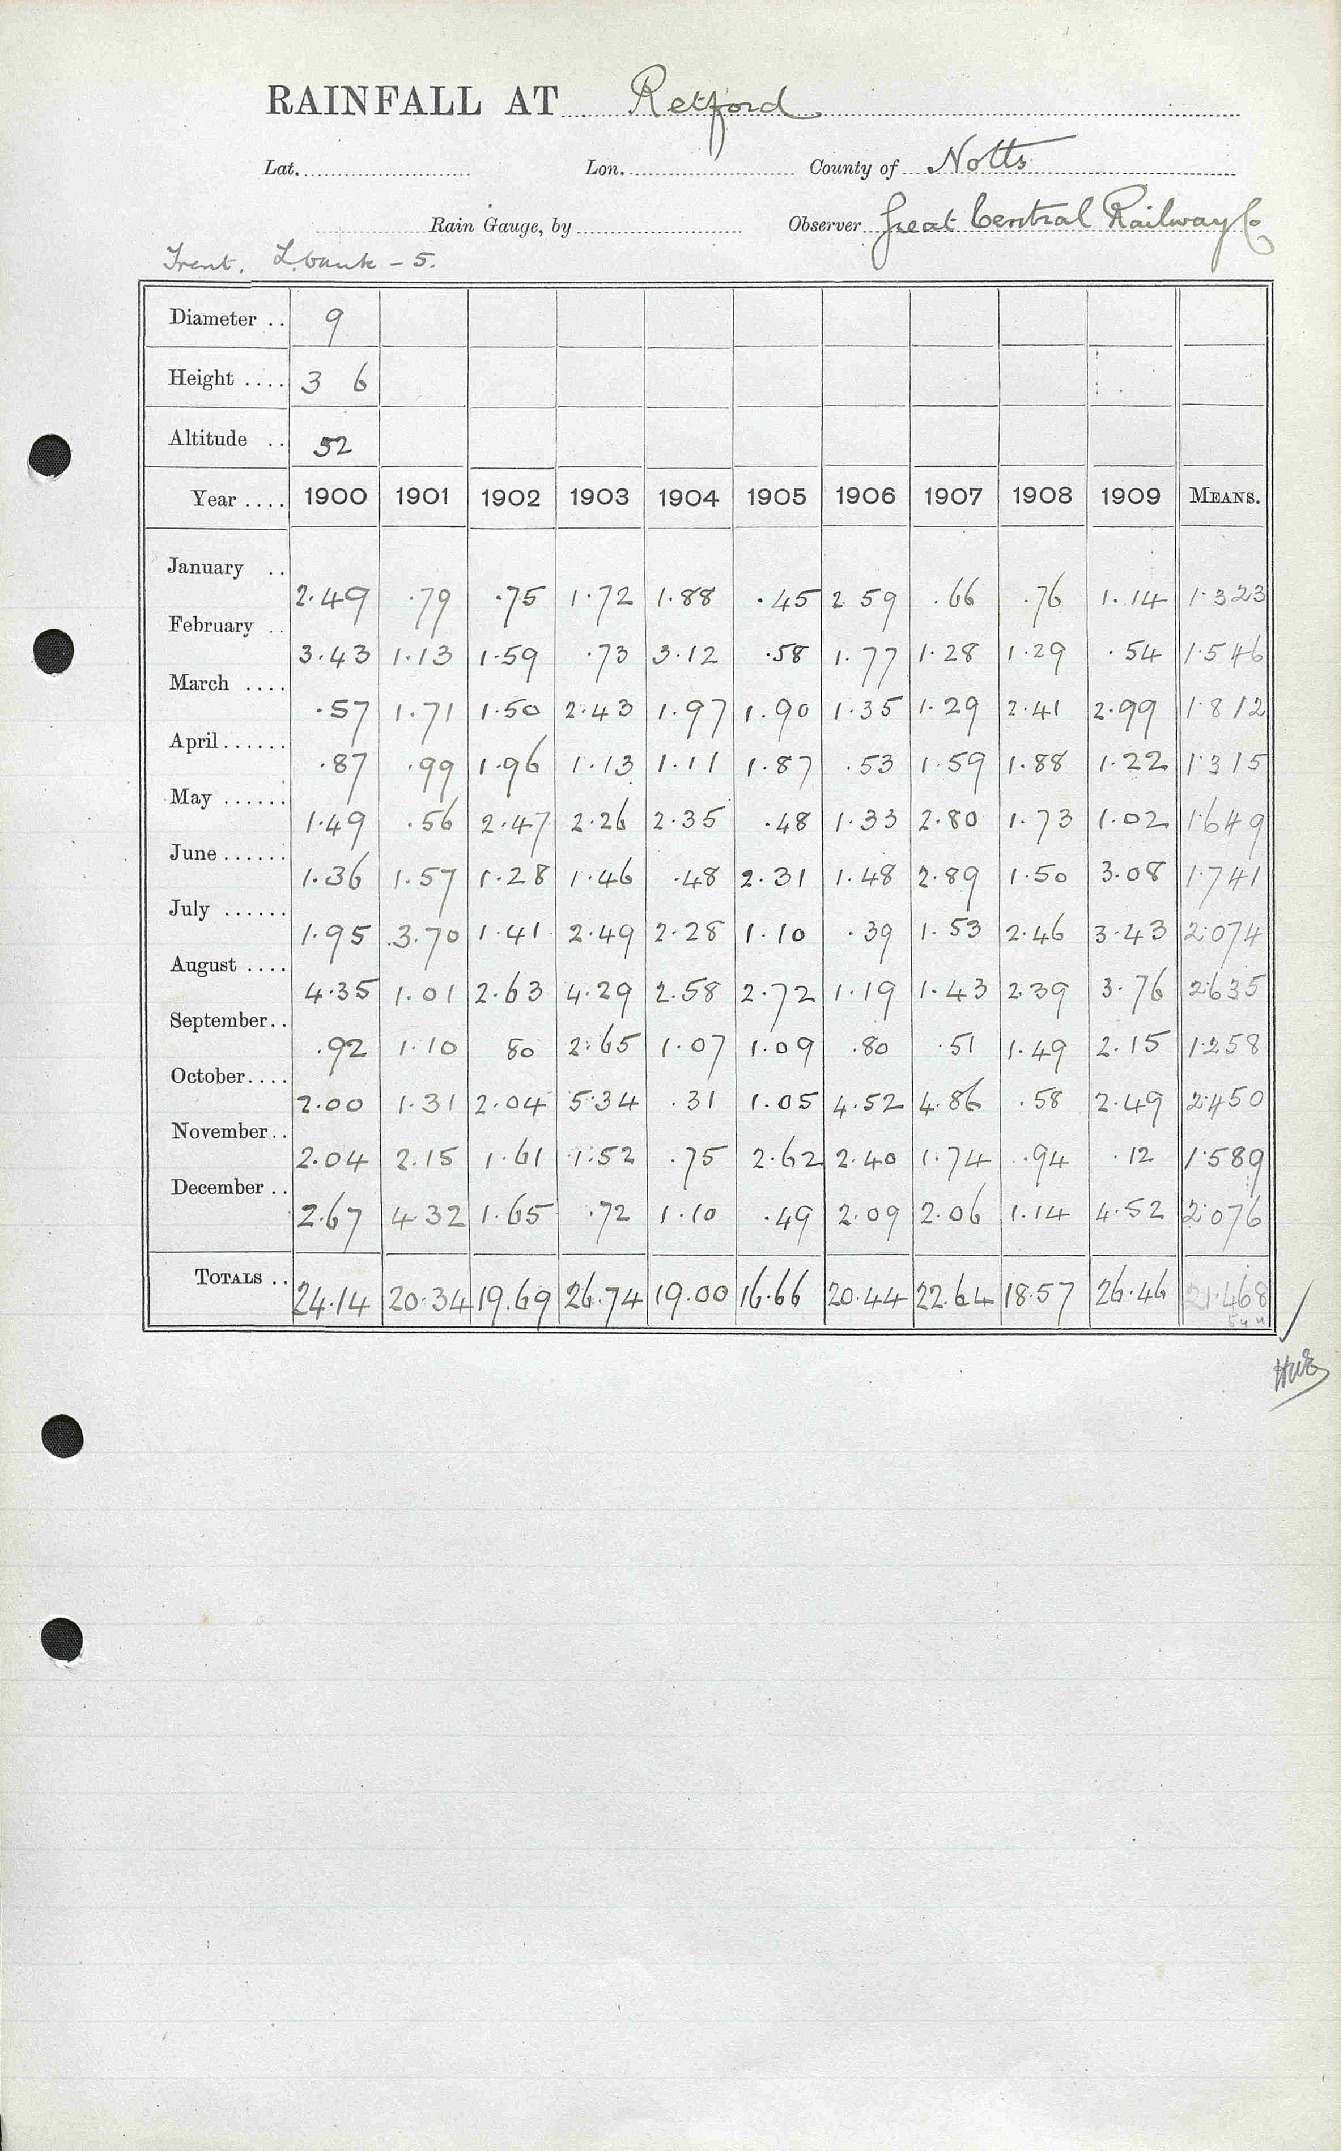 RAINFALL AT Retford
Lat. Lon. County of Notts
Rain Gauge, by Observer Great Central Railway Co
Trent. L. bank - 5.
Diameter .. 9
Height .... 3 6
Altitude .. 52
Year .... 1900 1901 1902 1903 1904 1905 1906 1907 1908 1909 MEANS.
January .. 2.49 .79 .75 1.72 1.88 .45 2 59 .66 .76 1.14 1.323
February .. 3.43 1.13 1.59 .73 3.12 .58 1.77 1.28 1.29 .54 1.546
March .... .57 1.71 1.50 2.43 1.97 1.90 1.35 1.29 2.41 2.99 1.812
April...... .87 .99 1.96 1.13 1.11 1.87 .53 1.59 1.88 1.22 1.315
May ...... 1.49 .56 2.47 2.26 2.35 .48 1.33 2.80 1.73 1.02 1.649
June ...... 1.36 1.57 1.28 1.46 .48 2.31 1.48 2.89 1.50 3.08 1.741
July ...... 1.95 3.70 1.41 2.49 2.28 1.10 .39 1.53 2.46 3.43 2.074
August .... 4.35 1.01 2.63 4.29 2.58 2.72 1.19 1.43 2.39 3.76 2.635
September.. .92 1.10 80 2.65 1.07 1.09 .80 .51 1.49 2.15 1.258
October.... 2.00 1.31 2.04 5.34 .31 1.05 4.52 4.86 .58 2.49 2.450
November.. 2.04 2.15 1.61 1.52 .75 2.62 2.40 1.74 .94 .12 1.589
December .. 2.67 4.32 1.65 .72 1.10 .49 2.09 2.06 1.14 4.52 2.076
TOTALS .. 24.14 20.34 19.69 26.74 19.00 16.66 20.44 22.64 18.57 26.46 21.468